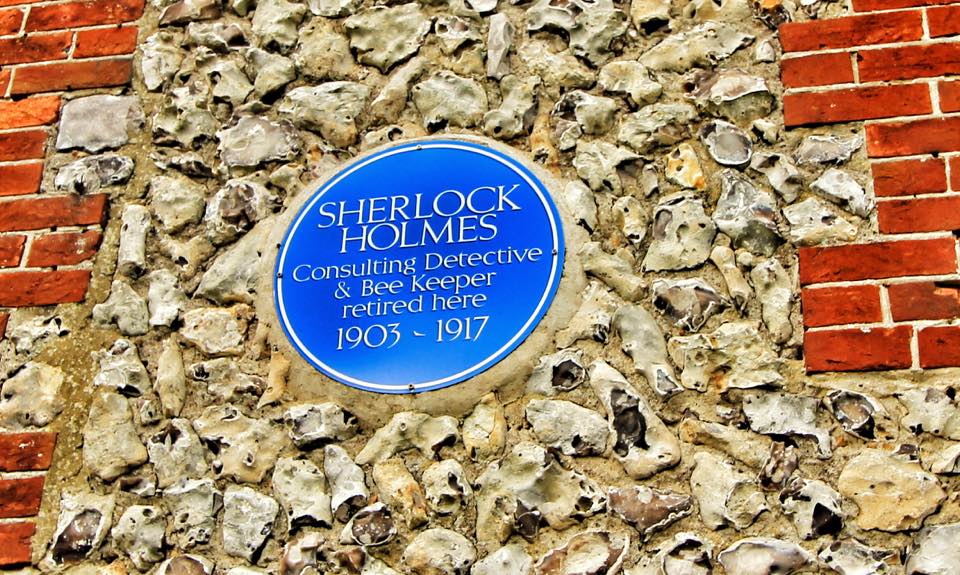 SHERLOCK
HOLMES
Consulting Detective
& Bee Keeper
retired here
1903 - 1917